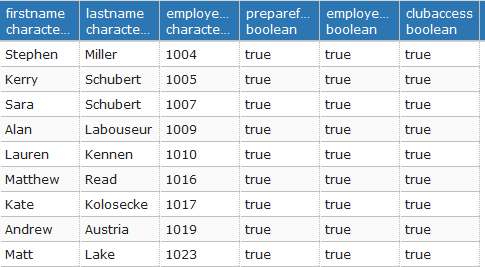 firstname lastname employe... preparef... employe... clubaccess
characte... characte... characte... boolean boolean boolean
Stephen Miller 1004 true true true
Kerry Schubert 1005 true true true
Sara Schubert 1007 true true true
Alan Labouseur 1009 true true true
Lauren Kennen 1010 true true true
Matthew Read 1016 true true true
Kate Kolosecke 1017 true true true
Andrew Austria 1019 true true true
Matt Lake 1023 true true true